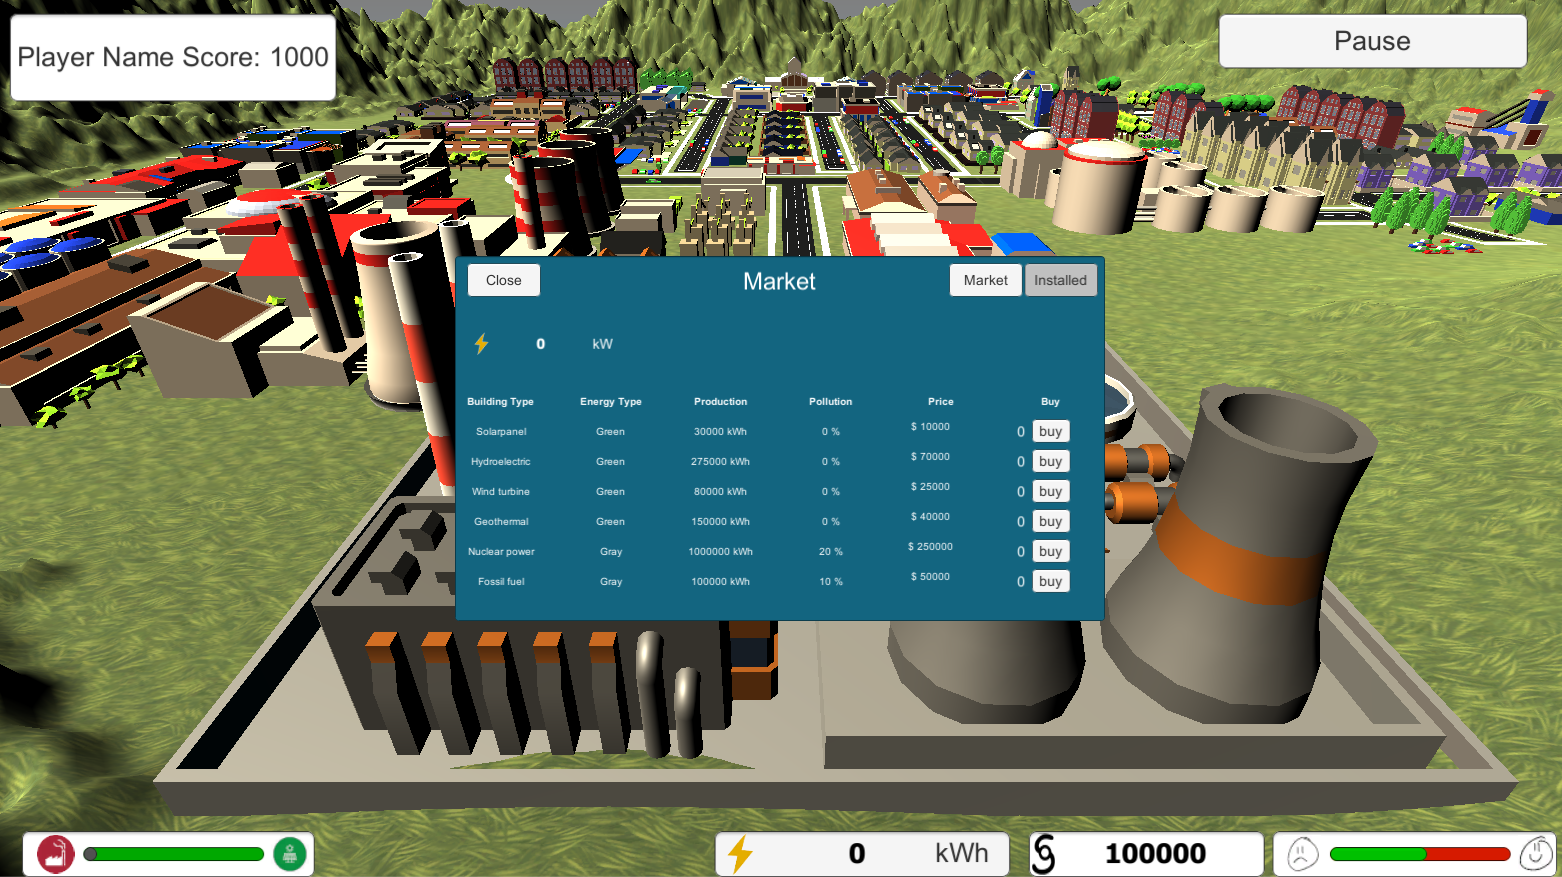 Player Name Score: 1000
Pause
Close
Market
Market
Installed
0 kW
Building Type Energy Type Production Pollution Price Buy
Solarpanel Green 30000 kWh 0 % $ 10000 0 buy
Hydroelectric Green 275000 kWh 0 % $ 70000 0 buy
Wind turbine Green 80000 kWh 0 % $ 25000 0 buy
Geothermal Green 150000 kWh 0 % $ 40000 0 buy
Nuclear power Gray 1000000 kWh 20 % $ 250000 0 buy
Fossil fuel Gray 100000 kWh 10 % $ 50000 0 buy
0 kWh
100000